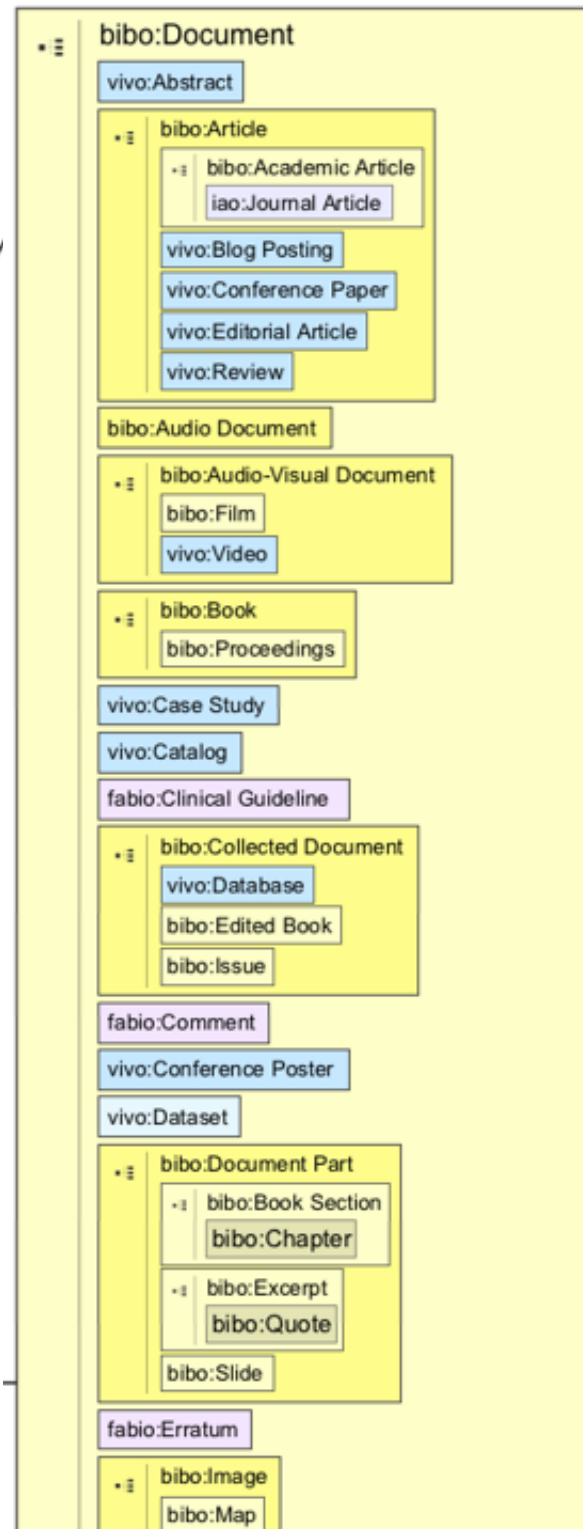 bibo:Document
vivo:Abstract
bibo:Article
bibo:Academic Article
iao:Journal Article
vivo:Blog Posting
vivo:Conference Paper
vivo:Editorial Article
vivo:Review
bibo:Audio Document
bibo:Audio-Visual Document
bibo:Film
vivo:Video
bibo:Book
bibo:Proceedings
vivo:Case Study
vivo:Catalog
fabio:Clinical Guideline
bibo:Collected Document
vivo:Database
bibo:Edited Book
bibo:Issue
fabio:Comment
vivo:Conference Poster
vivo:Dataset
bibo:Document Part
bibo:Book Section
bibo:Chapter
bibo:Excerpt
bibo:Quote
bibo:Slide
fabio:Erratum
bibo:Image
bibo:Map